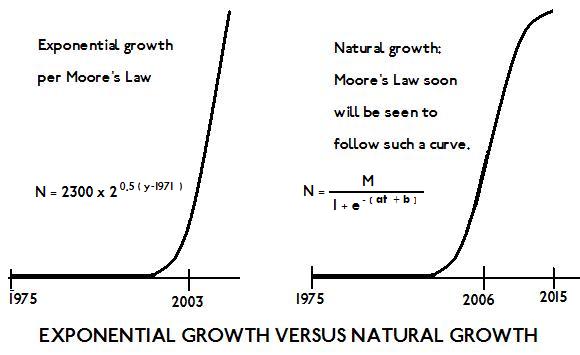 Exponential growth
per Moore's Law
N = 2300 x 2^0,5 ( y-1971 )
1975
2003
Natural growth:
Moore's Law soon
will be seen to
follow such a curve.
N = M / 1 + e^-( at + b )
1975
2006
2015
EXPONENTIAL GROWTH VERSUS NATURAL GROWTH